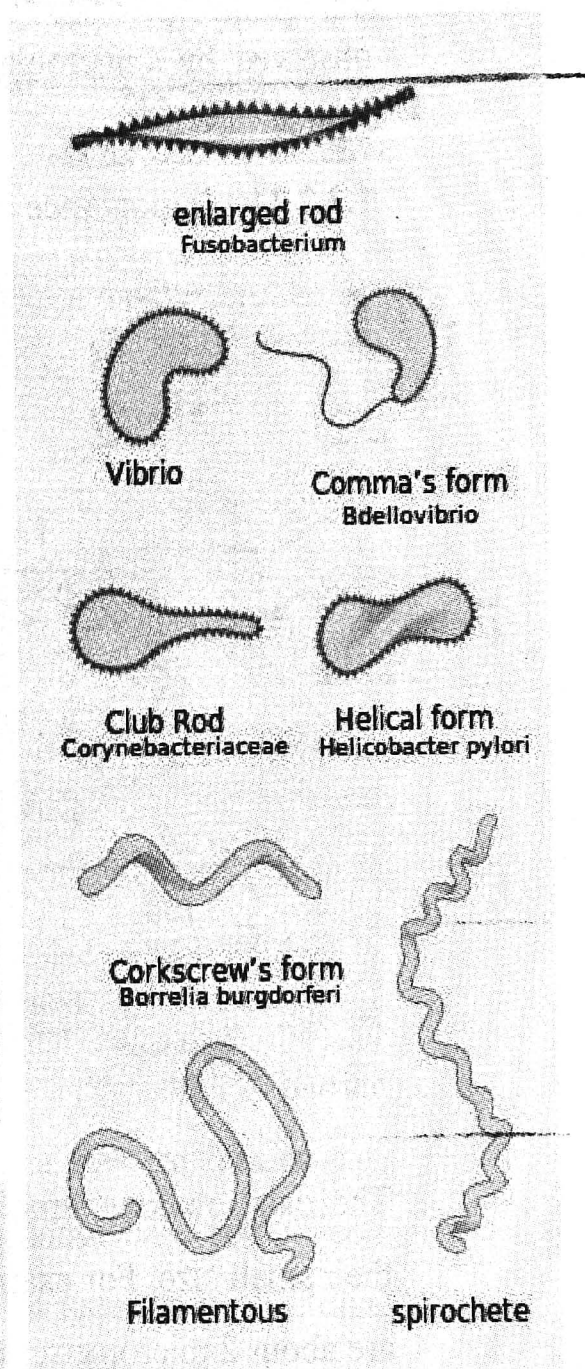 enlarged rod
Fusobacterium
Vibrio
Comma's form
Bdellovibrio
Club Rod
Corynebacteriaceae
Helical form
Helicobacter pylori
Corkscrew's form
Borrelia burgdorferi
Filamentous
spirochete